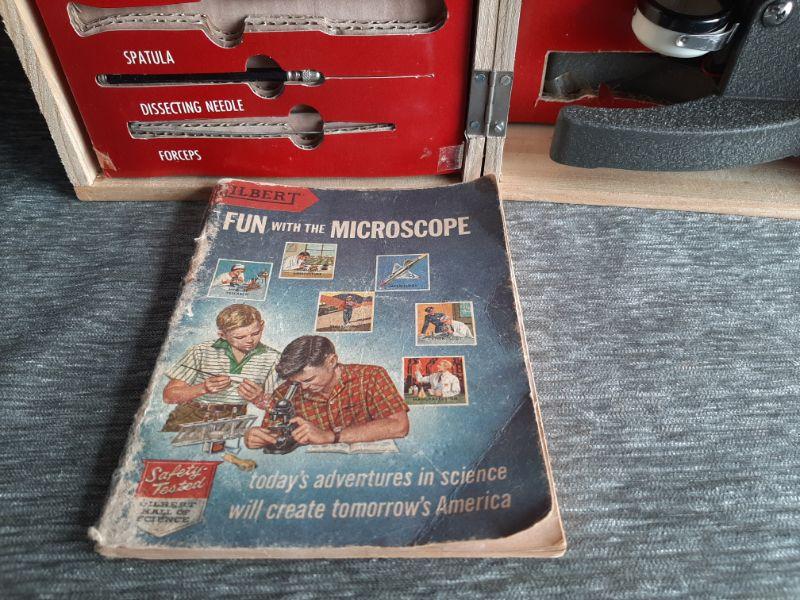 SPATULA
DISSECTING NEEDLE
FORCEPS
GILBERT
FUN WITH THE MICROSCOPE
Safety-
Tested
GILBERT
HALL OF
SCIENCE
today's adventures in science
will create tomorrow's America